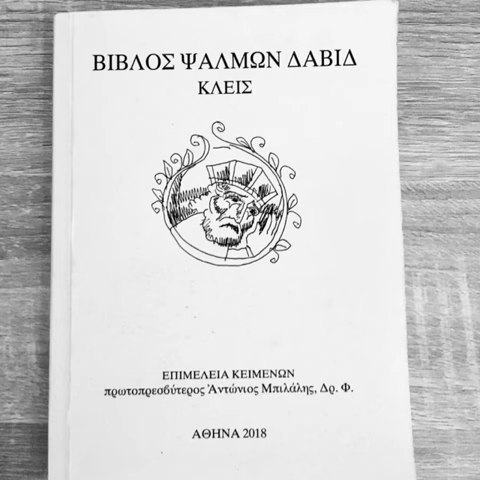 ΒΙΒΛΟΣ ΨΑΛΜΩΝ ΔΑΒΙΔ
ΚΛΕΙΣ
ΕΠΙΜΕΛΕΙΑ ΚΕΙΜΕΝΩΝ
πρωτοπρεσβύτερος Ἀντώνιος Μπιλάλης, Δρ. Φ.
ΑΘΗΝΑ 2018